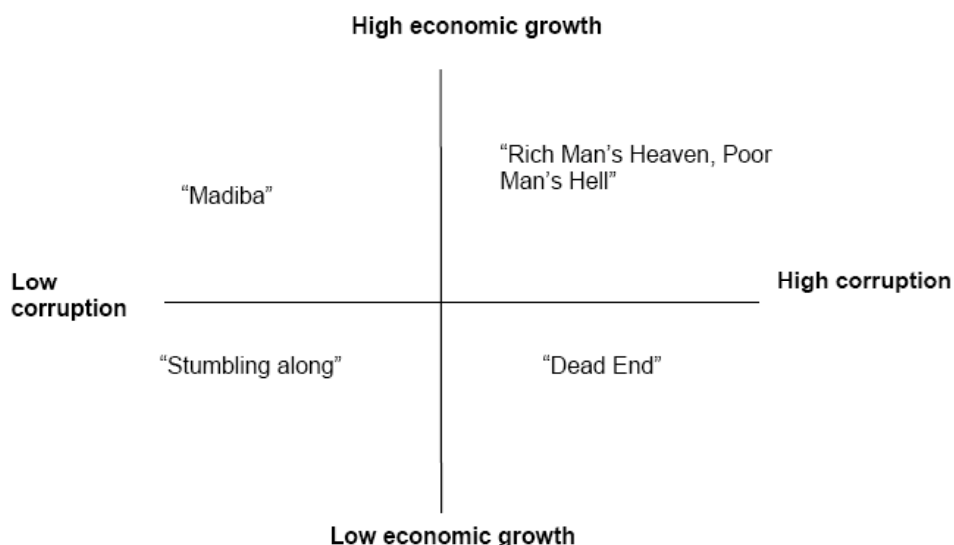 High economic growth
“Rich Man’s Heaven, Poor
Man’s Hell”
“Madiba”
Low
corruption
High corruption
“Stumbling along”
“Dead End”
Low economic growth